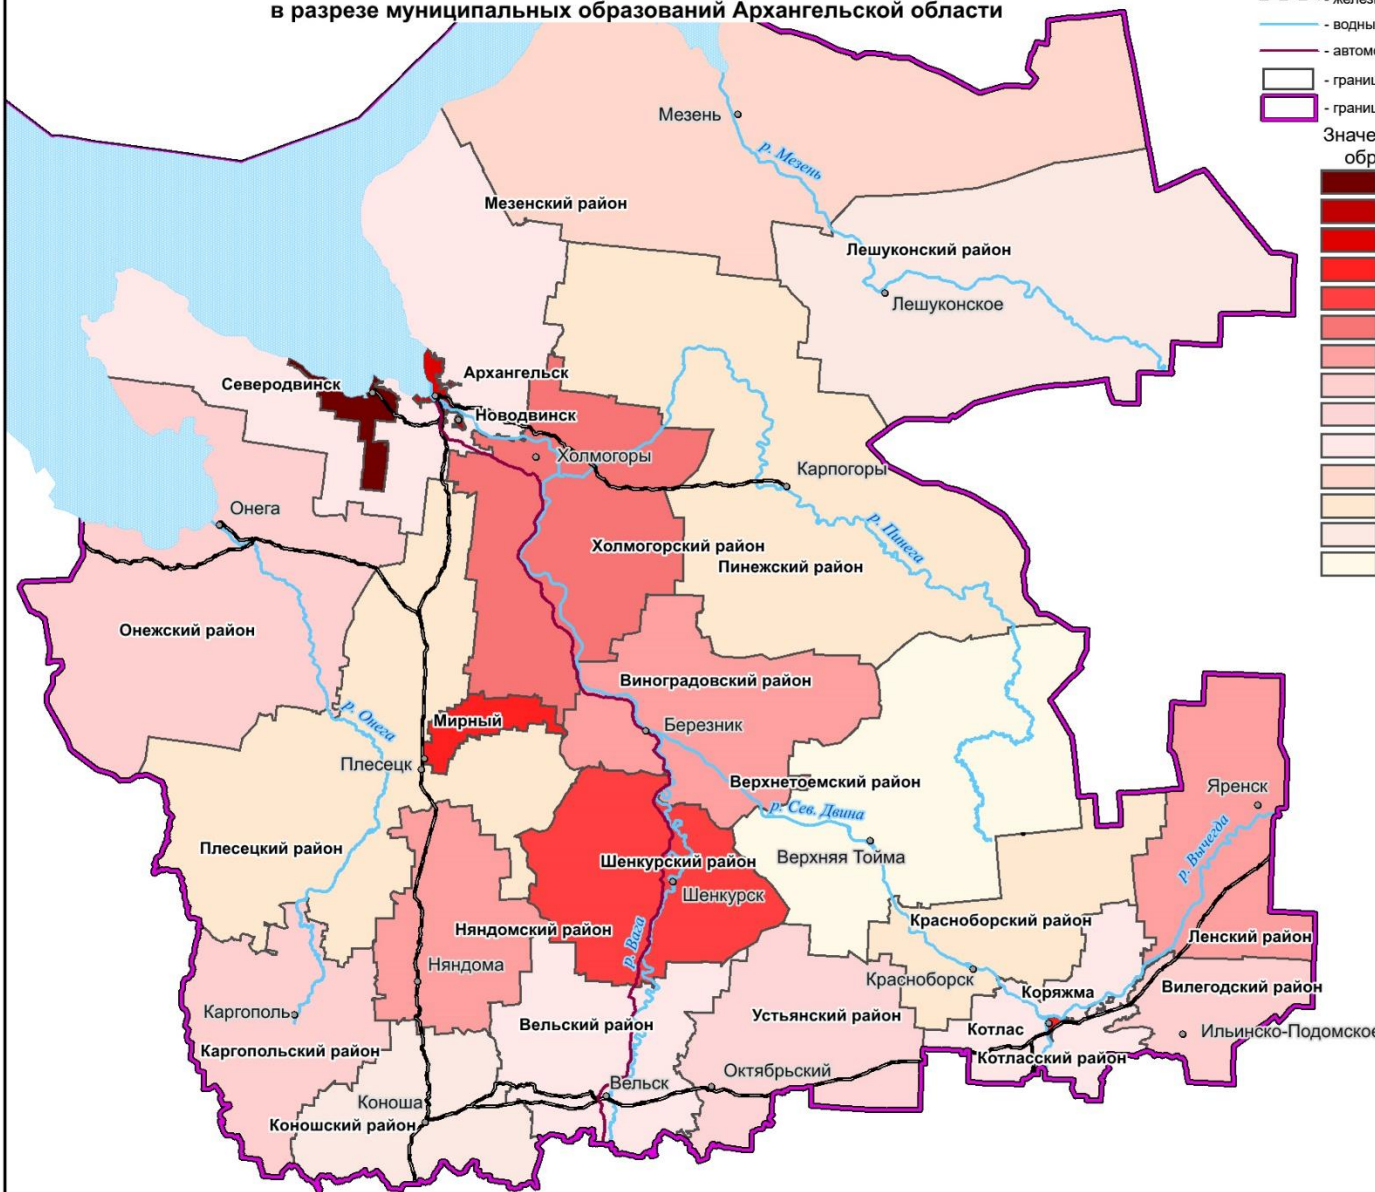 в разрезе муниципальных образований Архангельской области
- водны
- автом
- границ
- границ
Значе
обр
Мезень
р. Мезень
Мезенский район
Лешуконский район
Лешуконское
Северодвинск
Архангельск
Новодвинск
Холмогоры
Карпогоры
Онега
р. Пинега
Холмогорский район
Пинежский район
Онежский район
Виноградовский район
р. Онега
Мирный
Березник
Плесецк
Верхнетоемский район
Яренск
р. Сев. Двина
р. Вычегда
Плесецкий район
Верхняя Тойма
Шенкурский район
Шенкурск
Красноборский район
Няндомский район
р. Вага
Ленский район
Няндома
Красноборск
Вилегодский район
Коряжма
Каргополь
Устьянский район
Вельский район
Котлас
Ильинско-Подомское
Каргопольский район
Котласский район
Октябрьский
Вельск
Коноша
Коношский район